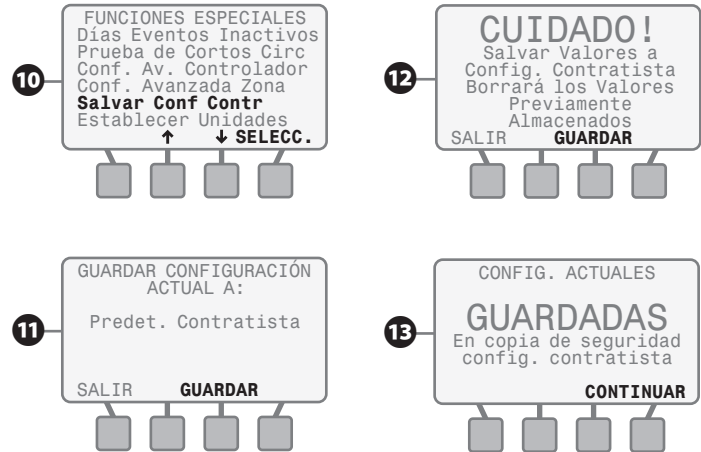 10
FUNCIONES ESPECIALES
Días Eventos Inactivos
Prueba de Cortos Circ
Conf. Av. Controlador
Conf. Avanzada Zona
Salvar Conf Contr
Establecer Unidades
↑ ↓ SELECC.
11
GUARDAR CONFIGURACIÓN
ACTUAL A:
Predet. Contratista
SALIR GUARDAR
12
CUIDADO!
Salvar Valores a
Config. Contratista
Borrará los Valores
Previamente
Almacenados
SALIR GUARDAR
13
CONFIG. ACTUALES
GUARDADAS
En copia de seguridad
config. contratista
CONTINUAR